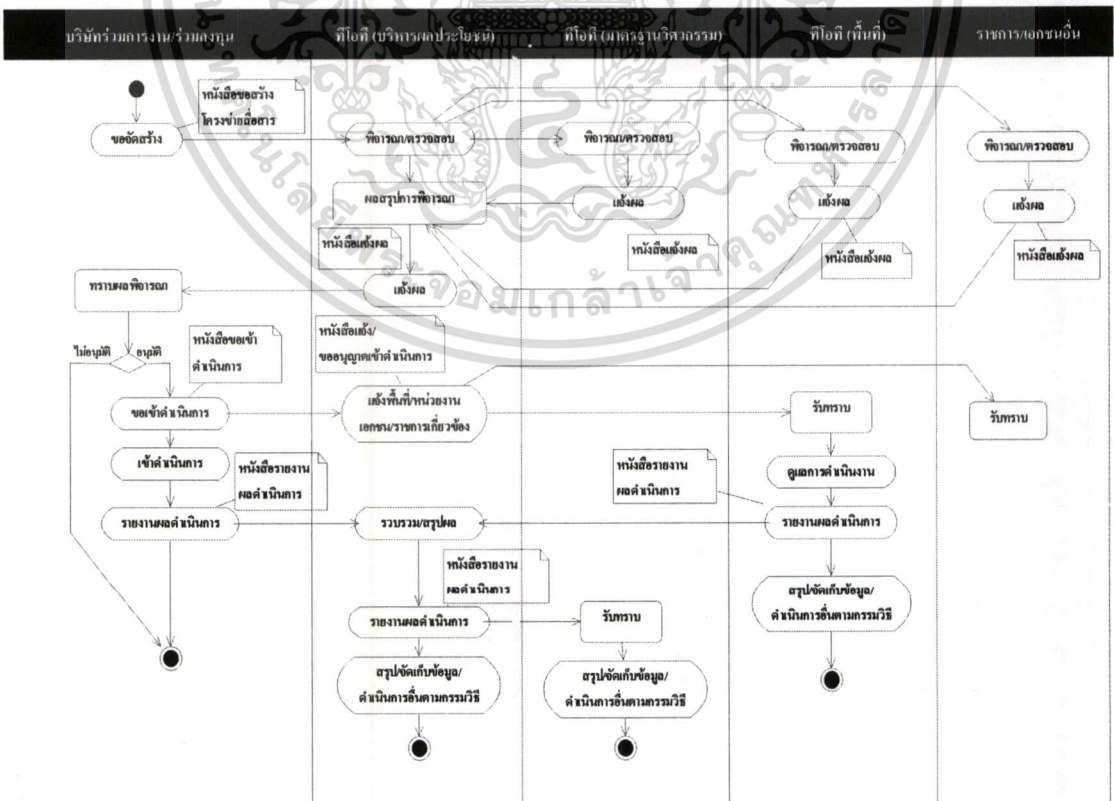 บริษัทร่วมการงาน/ร่วมลงทุน
ทีโอที (บริหารผลประโยชน์)
ทีโอที (มาตรฐานวิศวกรรม)
ทีโอที (พื้นที่)
ราชการ/เอกชนอื่น
หนังสือขอสร้าง
โครงข่ายสื่อสาร
ขอจัดสร้าง
พิจารณา/ตรวจสอบ
พิจารณา/ตรวจสอบ
พิจารณา/ตรวจสอบ
พิจารณา/ตรวจสอบ
ผลสรุปการพิจารณา
แจ้งผล
แจ้งผล
แจ้งผล
หนังสือแจ้งผล
หนังสือแจ้งผล
หนังสือแจ้งผล
หนังสือแจ้งผล
ทราบผลพิจารณา
แจ้งผล
พระจอมเกล้าเจ้าคุณทหาร
ไม่อนุมัติ
อนุมัติ
หนังสือขอเข้า
ดำเนินการ
หนังสือแจ้ง/
ขออนุญาตเข้าดำเนินการ
ขอเข้าดำเนินการ
แจ้งพื้นที่/หน่วยงาน
เอกชน/ราชการเกี่ยวข้อง
รับทราบ
รับทราบ
เข้าดำเนินการ
หนังสือรายงาน
ผลดำเนินการ
หนังสือรายงาน
ผลดำเนินการ
ดูแลการดำเนินงาน
รายงานผลดำเนินการ
รวบรวม/สรุปผล
รายงานผลดำเนินการ
หนังสือรายงาน
ผลดำเนินการ
รายงานผลดำเนินการ
รับทราบ
สรุป/จัดเก็บข้อมูล/
ดำเนินการอื่นตามกรรมวิธี
สรุป/จัดเก็บข้อมูล/
ดำเนินการอื่นตามกรรมวิธี
สรุป/จัดเก็บข้อมูล/
ดำเนินการอื่นตามกรรมวิธี